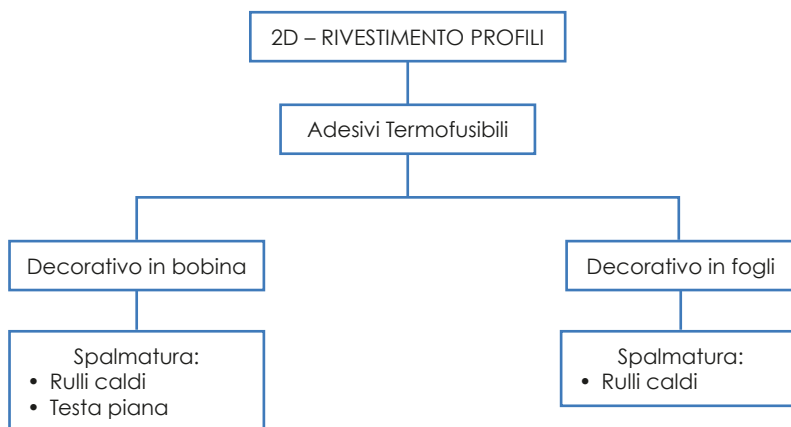 2D – RIVESTIMENTO PROFILI
Adesivi Termofusibili
Decorativo in bobina
Decorativo in fogli
Spalmatura:
• Rulli caldi
• Testa piana
Spalmatura:
• Rulli caldi